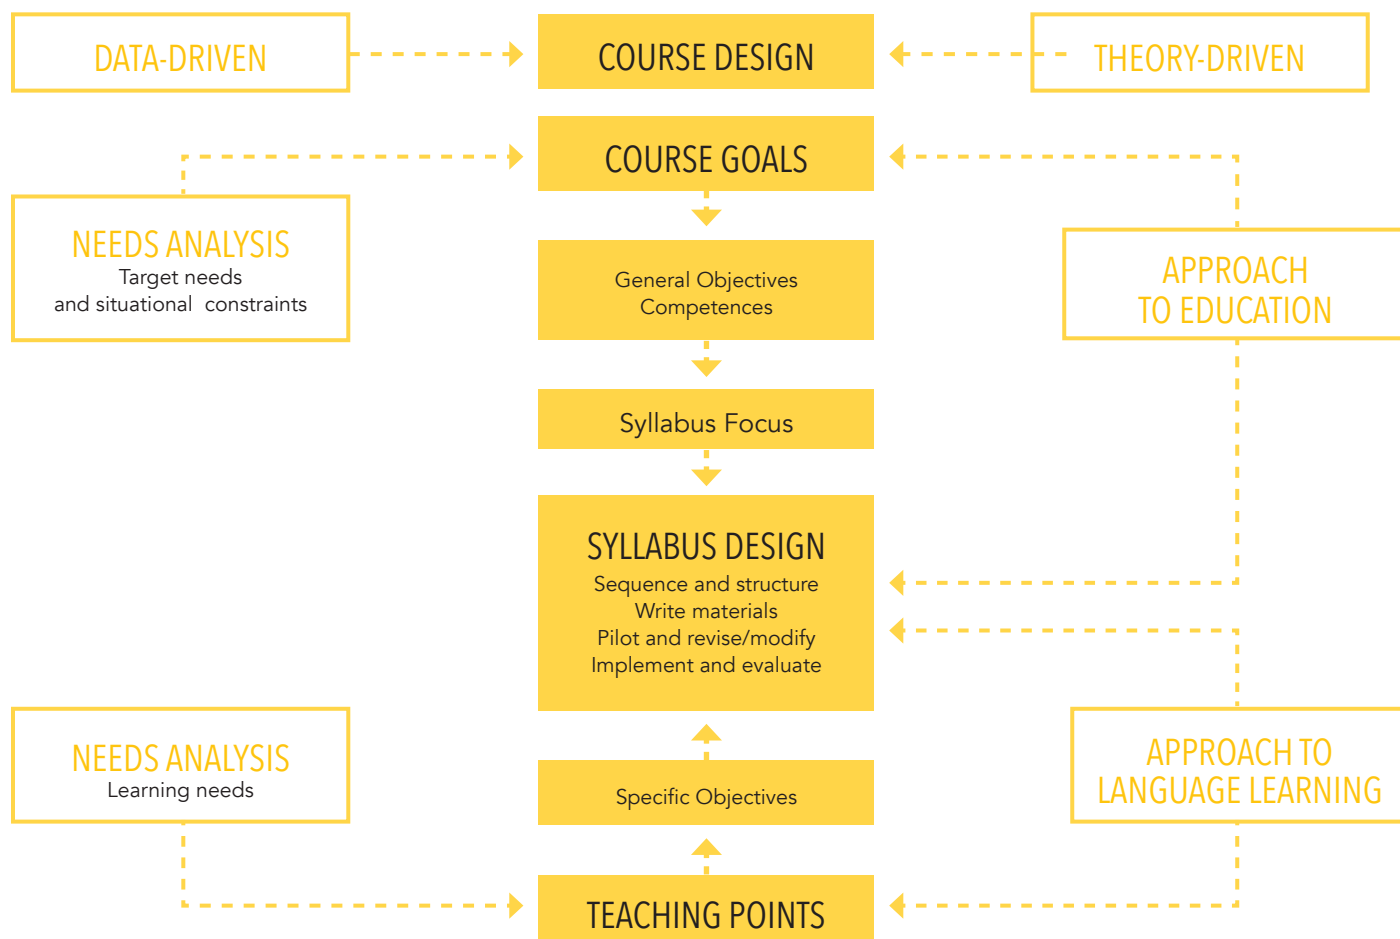 DATA-DRIVEN
COURSE DESIGN
THEORY-DRIVEN
COURSE GOALS
NEEDS ANALYSIS
Target needs
and situational constraints
General Objectives
Competences
APPROACH
TO EDUCATION
Syllabus Focus
SYLLABUS DESIGN
Sequence and structure
Write materials
Pilot and revise/modify
Implement and evaluate
NEEDS ANALYSIS
Learning needs
Specific Objectives
APPROACH TO
LANGUAGE LEARNING
TEACHING POINTS